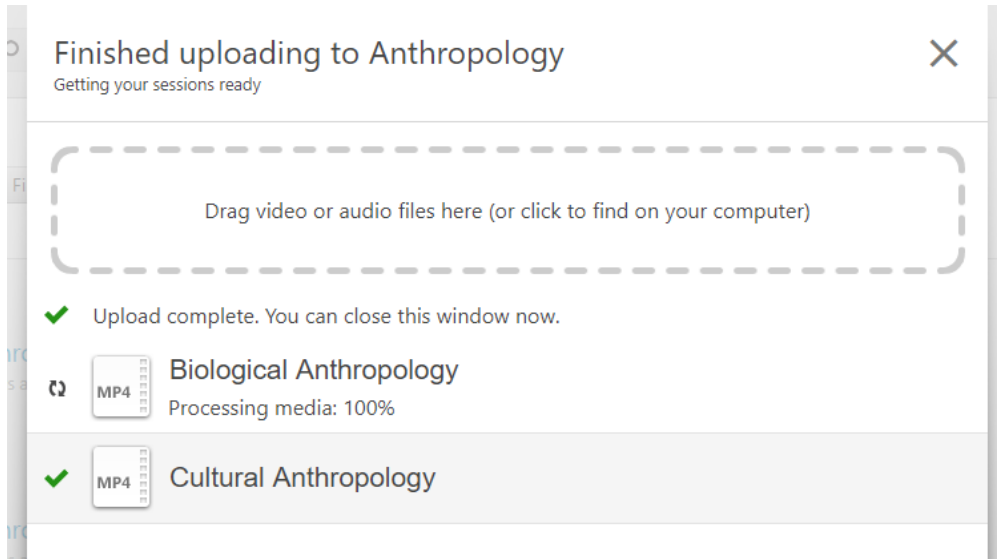 Finished uploading to Anthropology
Getting your sessions ready
Drag video or audio files here (or click to find on your computer)
Upload complete. You can close this window now.
MP4
Biological Anthropology
Processing media: 100%
MP4
Cultural Anthropology